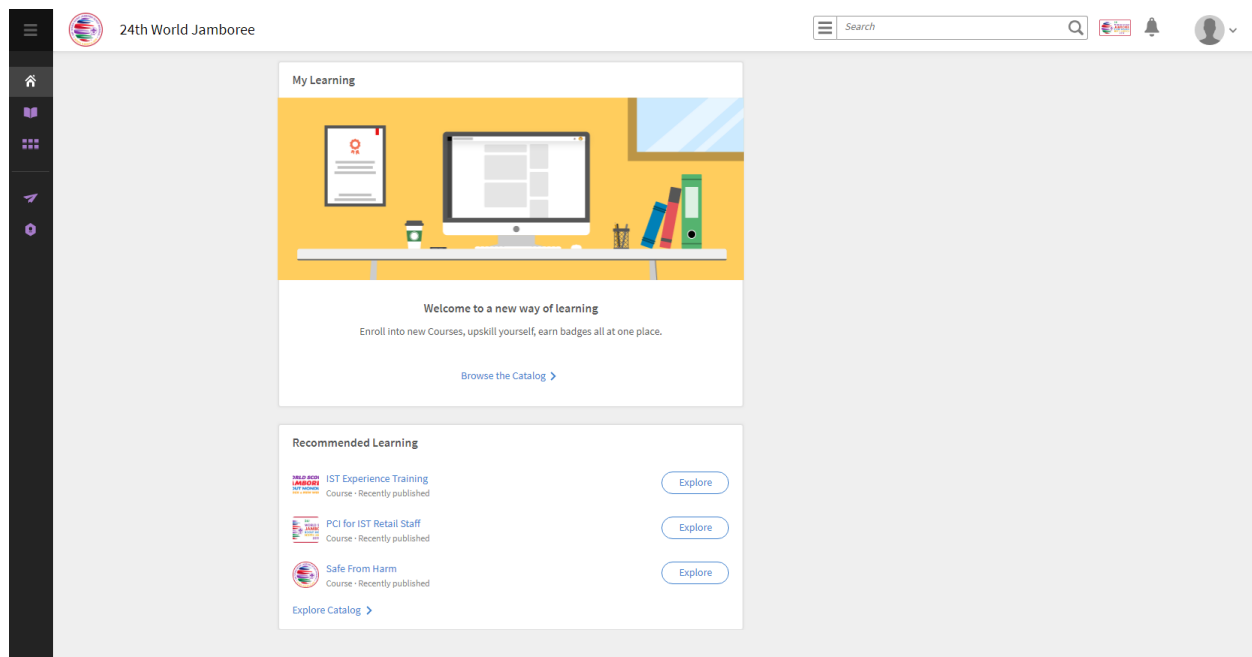 24th World Jamboree
Search
My Learning
Welcome to a new way of learning
Enroll into new Courses, upskill yourself, earn badges all at one place.
Browse the Catalog
Recommended Learning
IST Experience Training
Course · Recently published
Explore
PCI for IST Retail Staff
Course · Recently published
Explore
Safe From Harm
Course · Recently published
Explore
Explore Catalog